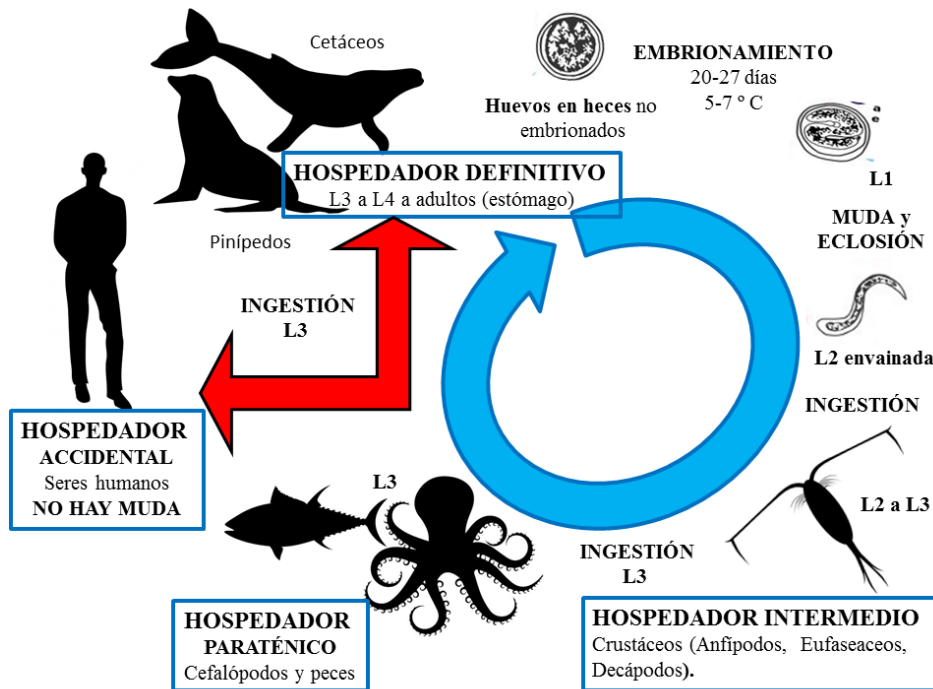 Cetáceos
Huevos en heces no
embrionados
EMBRIONAMIENTO
20-27 días
5-7 º C
a
e
L1
MUDA y
ECLOSIÓN
L2 envainada
INGESTIÓN
L2 a L3
HOSPEDADOR INTERMEDIO
Crustáceos (Anfípodos, Eufaseaceos,
Decápodos).
INGESTIÓN
L3
L3
HOSPEDADOR
PARATÉNICO
Cefalópodos y peces
INGESTIÓN
L3
HOSPEDADOR
ACCIDENTAL
Seres humanos
NO HAY MUDA
HOSPEDADOR DEFINITIVO
L3 a L4 a adultos (estómago)
Pinípedos